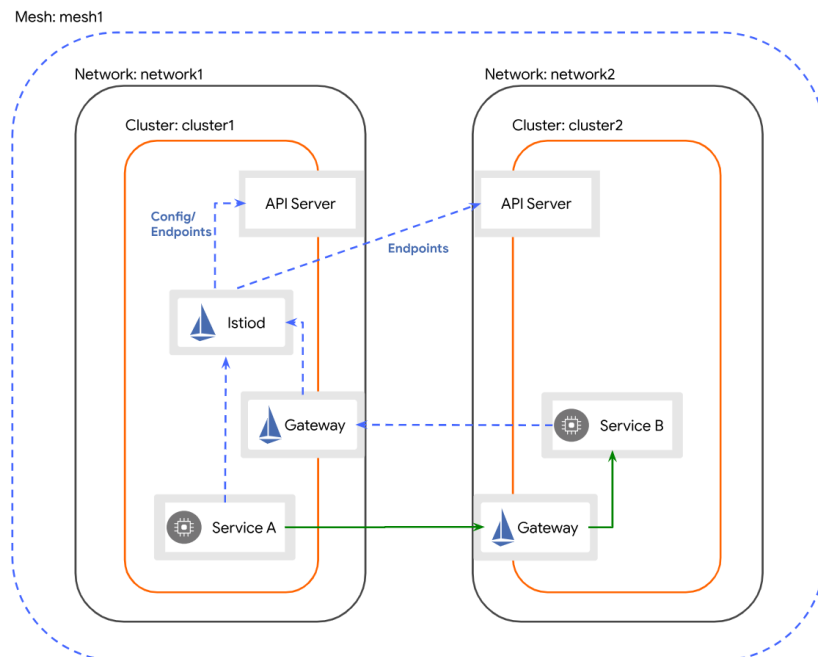 Mesh: mesh1
Network: network1
Network: network2
Cluster: cluster1
Cluster: cluster2
API Server
API Server
Config/
Endpoints
Endpoints
Istiod
Gateway
Service B
Service A
Gateway